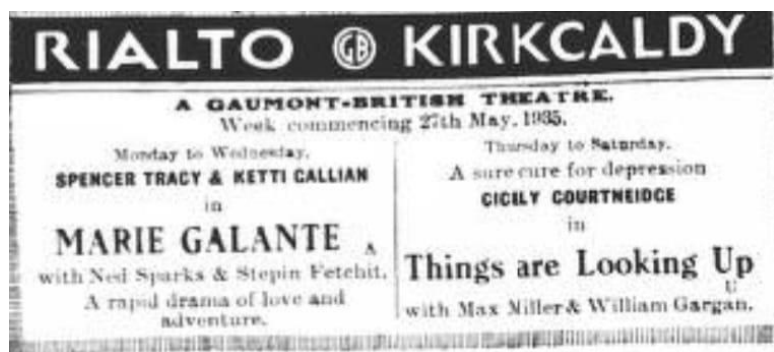 RIALTO GB KIRKCALDY
A GAUMONT-BRITISH THEATRE.
Week commencing 27th May, 1935.
Monday to Wednesday.
SPENCER TRACY & KETTI GALLIAN
in
MARIE GALANTE A
with Ned Sparks & Stepin Fetchit.
A rapid drama of love and
adventure.
Thursday to Saturday.
A sure cure for depression
CICILY COURTNEIDGE
in
Things are Looking Up
U
with Max Miller & William Gargan.